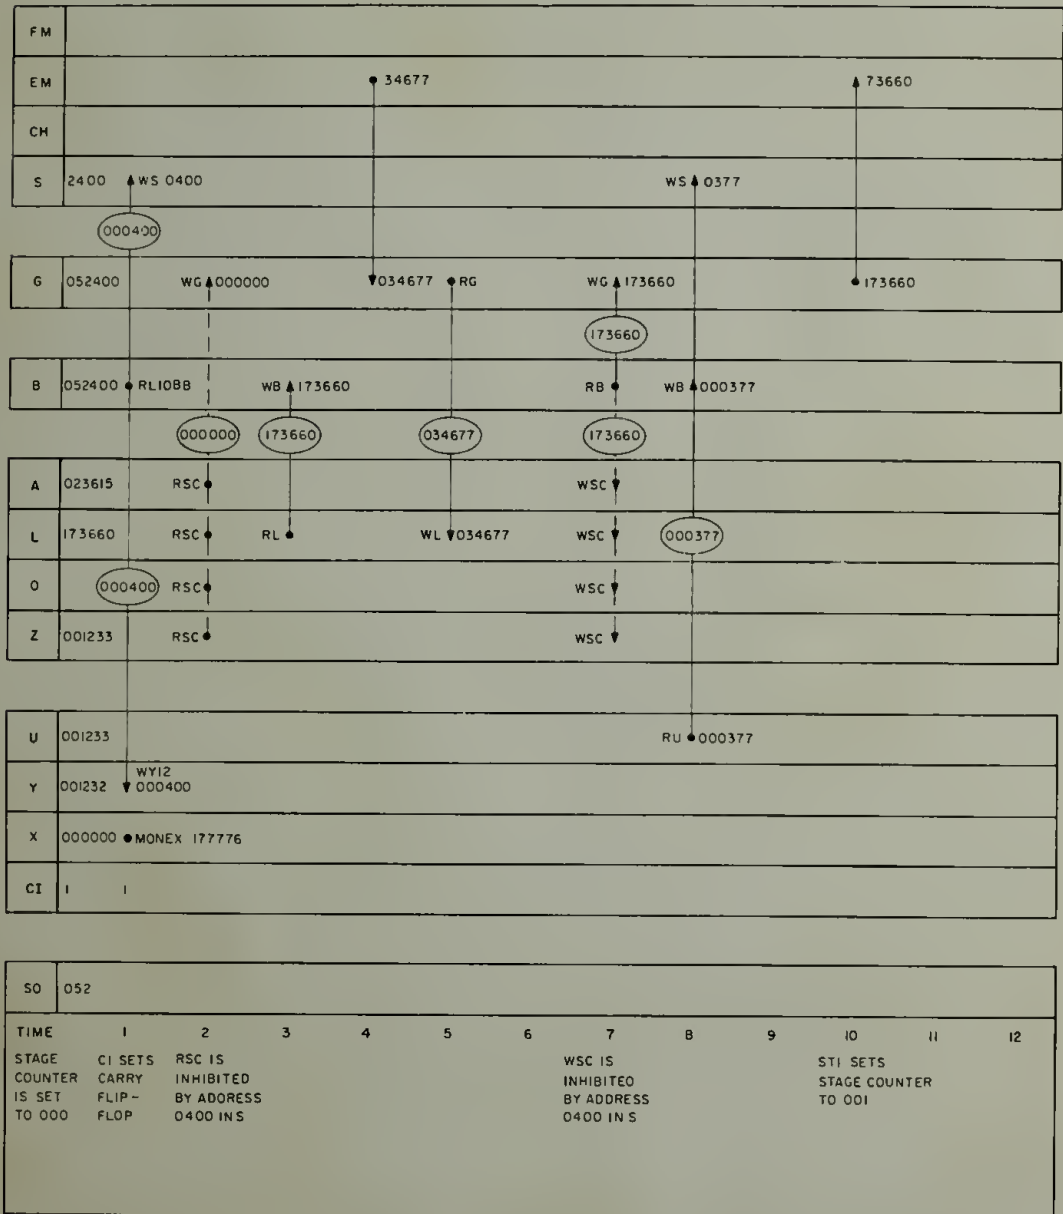 FM
EM 34677 73660
CH
S 2400 WS 0400 WS 0377
000400
G 052400 WG 000000 034677 RG WG 173660 173660
173660
B 052400 RL10BB WB 173660 RB WB 000377
000000 173660 034677 173660
A 023615 RSC WSC
L 173660 RSC RL WL 034677 WSC 000377
O 000400 RSC WSC
Z 001233 RSC WSC
U 001233 RU 000377
WY12
Y 001232 000400
X 000000 MONEX 177776
CI 1 1
SO 052
TIME 1 2 3 4 5 6 7 8 9 10 11 12
STAGE CI SETS RSC IS WSC IS ST1 SETS
COUNTER CARRY INHIBITED INHIBITED STAGE COUNTER
IS SET FLIP- BY ADDRESS BY ADDRESS TO 001
TO 000 FLOP 0400 IN S 0400 IN S